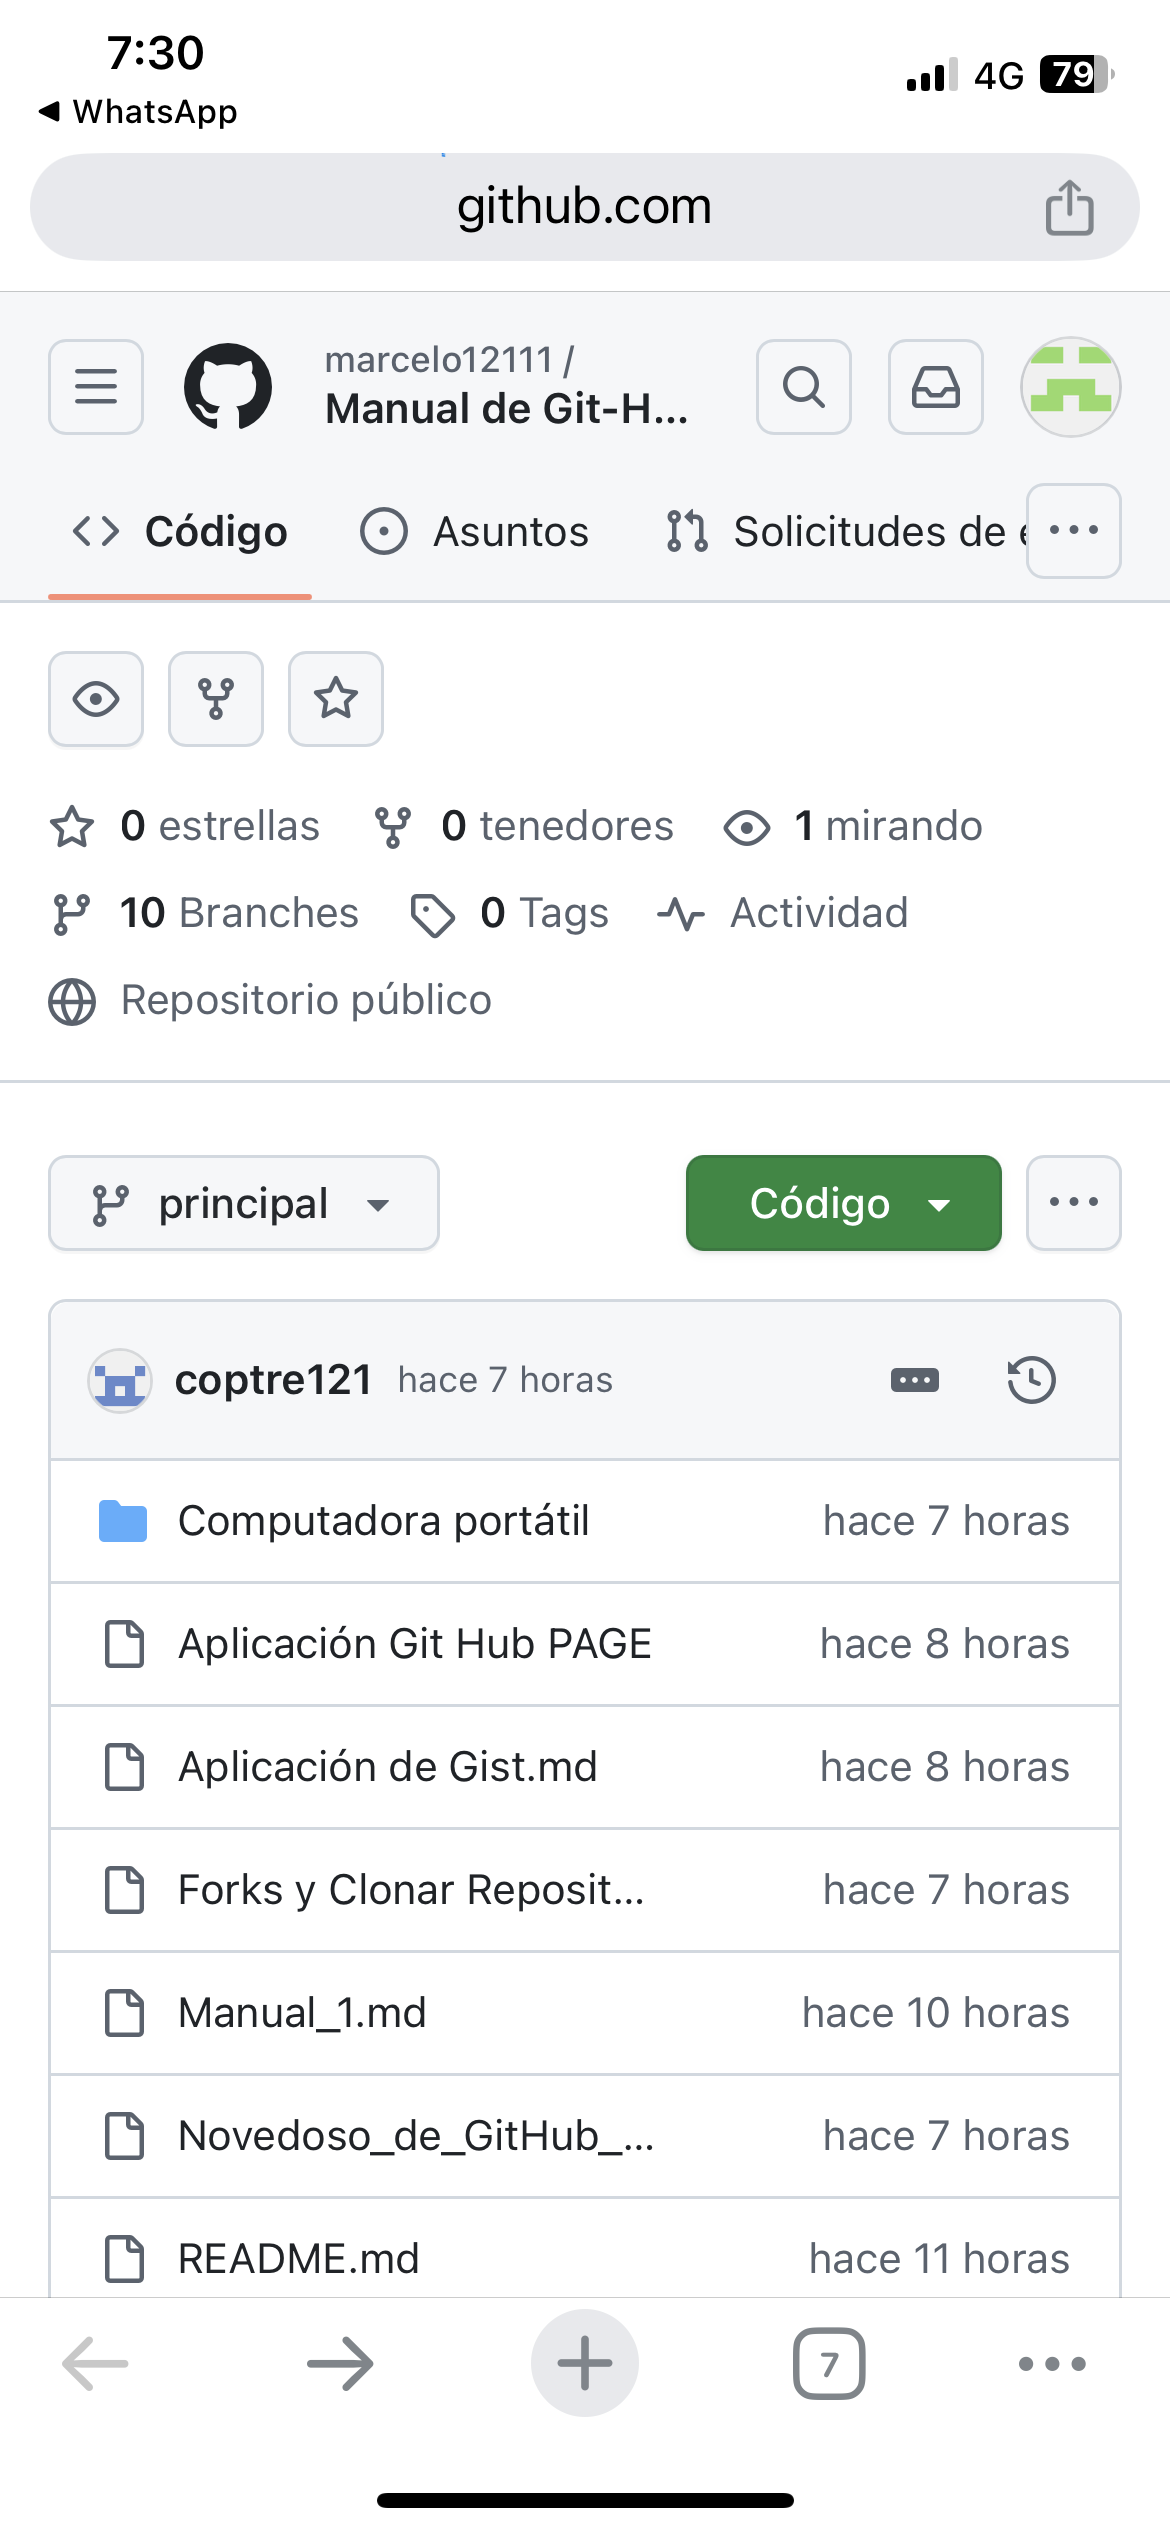 7:30
4G 79
WhatsApp
github.com
marcelo12111 /
Manual de Git-H...
Código
Asuntos
Solicitudes de
0 estrellas
0 tenedores
1 mirando
10 Branches
0 Tags
Actividad
Repositorio público
principal
Código
coptre121 hace 7 horas
Computadora portátil hace 7 horas
Aplicación Git Hub PAGE hace 8 horas
Aplicación de Gist.md hace 8 horas
Forks y Clonar Reposit... hace 7 horas
Manual_1.md hace 10 horas
Novedoso_de_GitHub_... hace 7 horas
README.md hace 11 horas
7